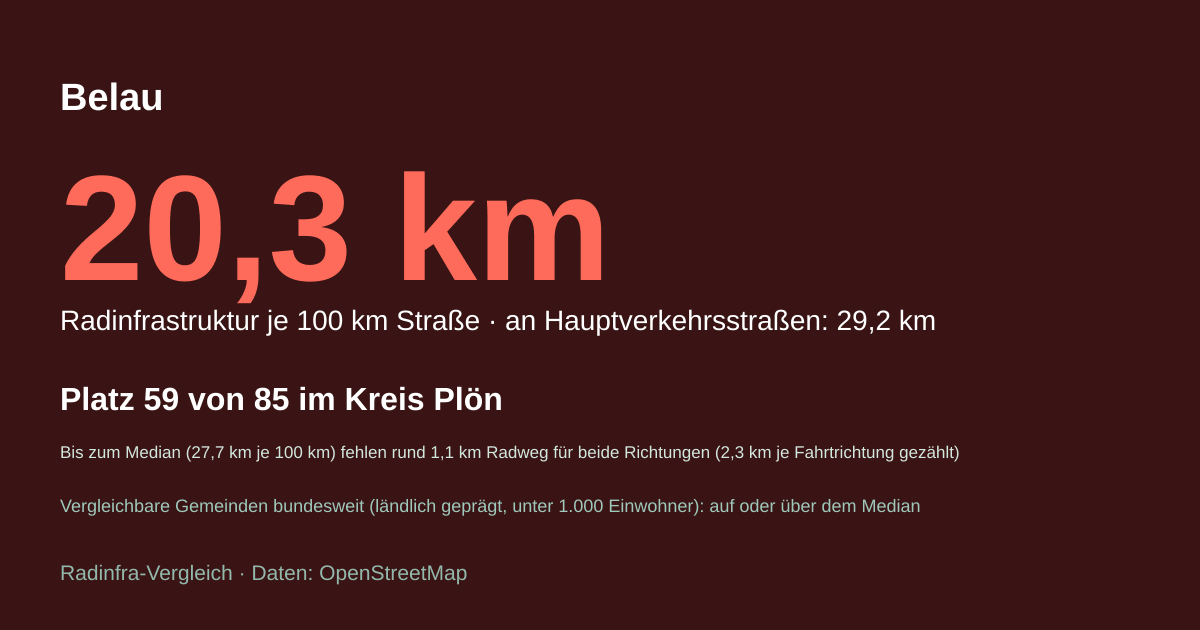 Belau
20,3 km
Radinfrastruktur je 100 km Straße · an Hauptverkehrsstraßen: 29,2 km
Platz 59 von 85 im Kreis Plön
Bis zum Median (27,7 km je 100 km) fehlen rund 1,1 km Radweg für beide Richtungen (2,3 km je Fahrtrichtung gezählt)
Vergleichbare Gemeinden bundesweit (ländlich geprägt, unter 1.000 Einwohner): auf oder über dem Median
Radinfra-Vergleich · Daten: OpenStreetMap